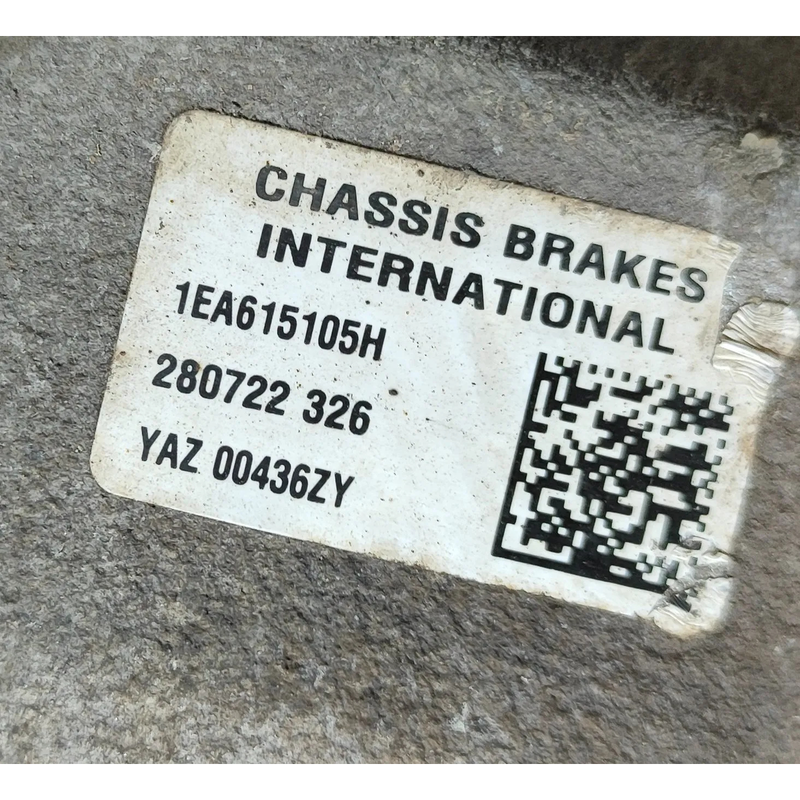 CHASSIS BRAKES
INTERNATIONAL
1EA615105H
280722 326
YAZ 00436ZY